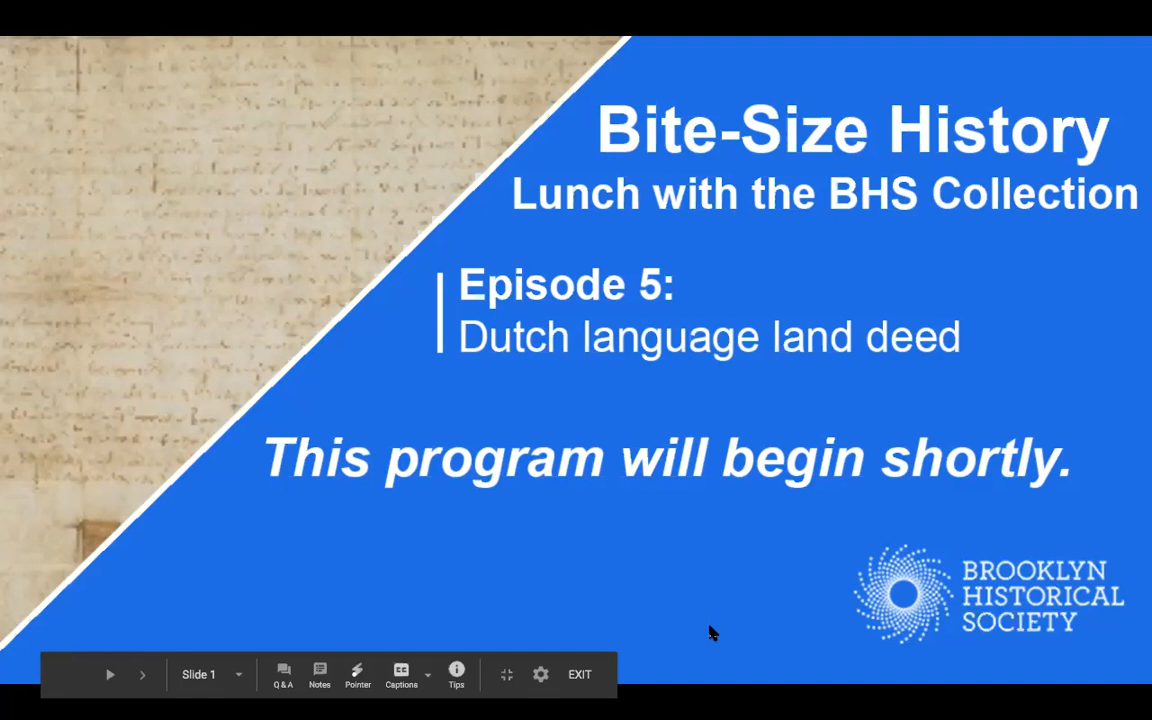 Bite-Size History
Lunch with the BHS Collection
Episode 5:
Dutch language land deed
This program will begin shortly.
BROOKLYN
HISTORICAL
SOCIETY
Slide 1
Q & A
Notes
Pointer
Captions
Tips
EXIT